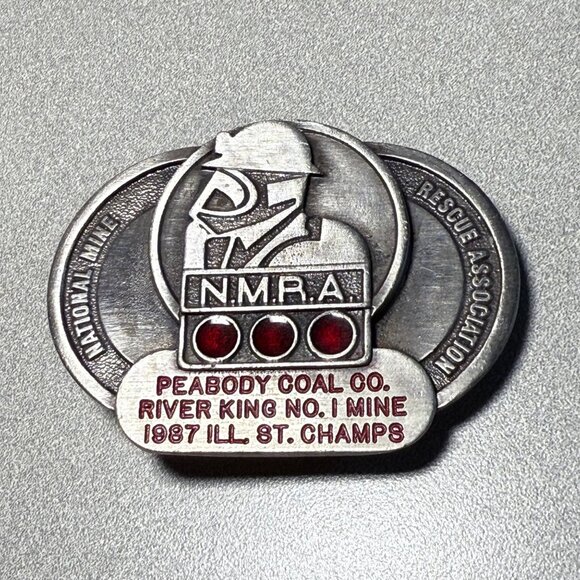 NATIONAL MINE
RESCUE ASSOCIATION
N.M.R.A.
PEABODY COAL CO.
RIVER KING NO. 1 MINE
1987 ILL. ST. CHAMPS